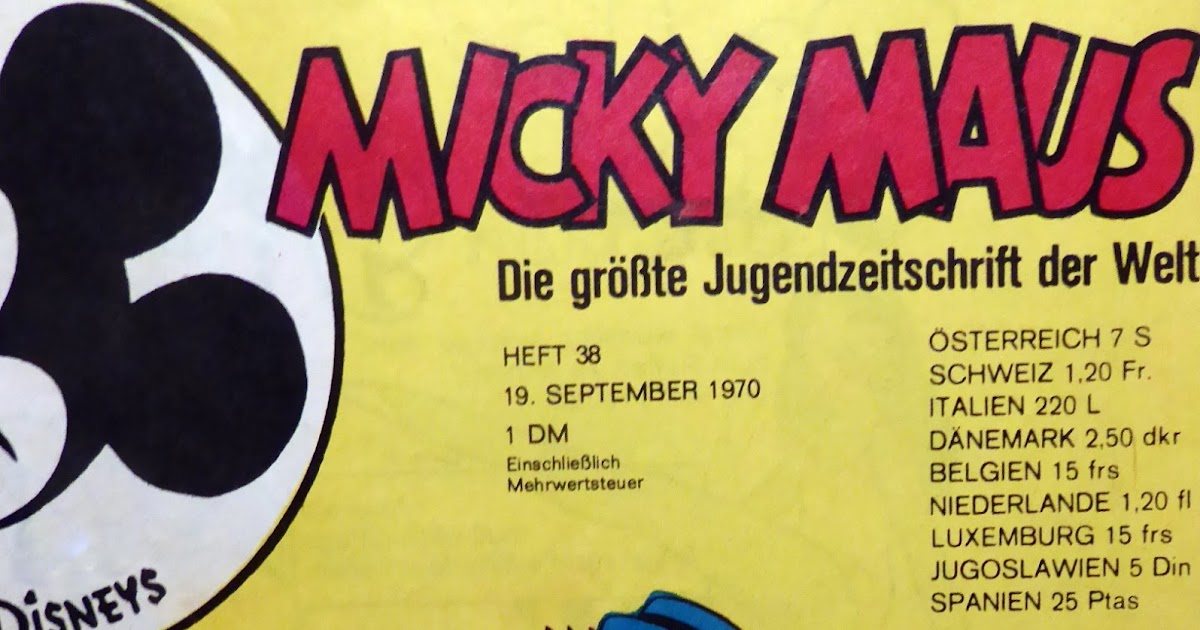 MICKY MAUS
Die größte Jugendzeitschrift der Welt
HEFT 38
19. SEPTEMBER 1970
1 DM
Einschließlich
Mehrwertsteuer
ÖSTERREICH 7 S
SCHWEIZ 1,20 Fr.
ITALIEN 220 L
DÄNEMARK 2,50 dkr
BELGIEN 15 frs
NIEDERLANDE 1,20 fl
LUXEMBURG 15 frs
JUGOSLAWIEN 5 Din
SPANIEN 25 Ptas
DISNEYS